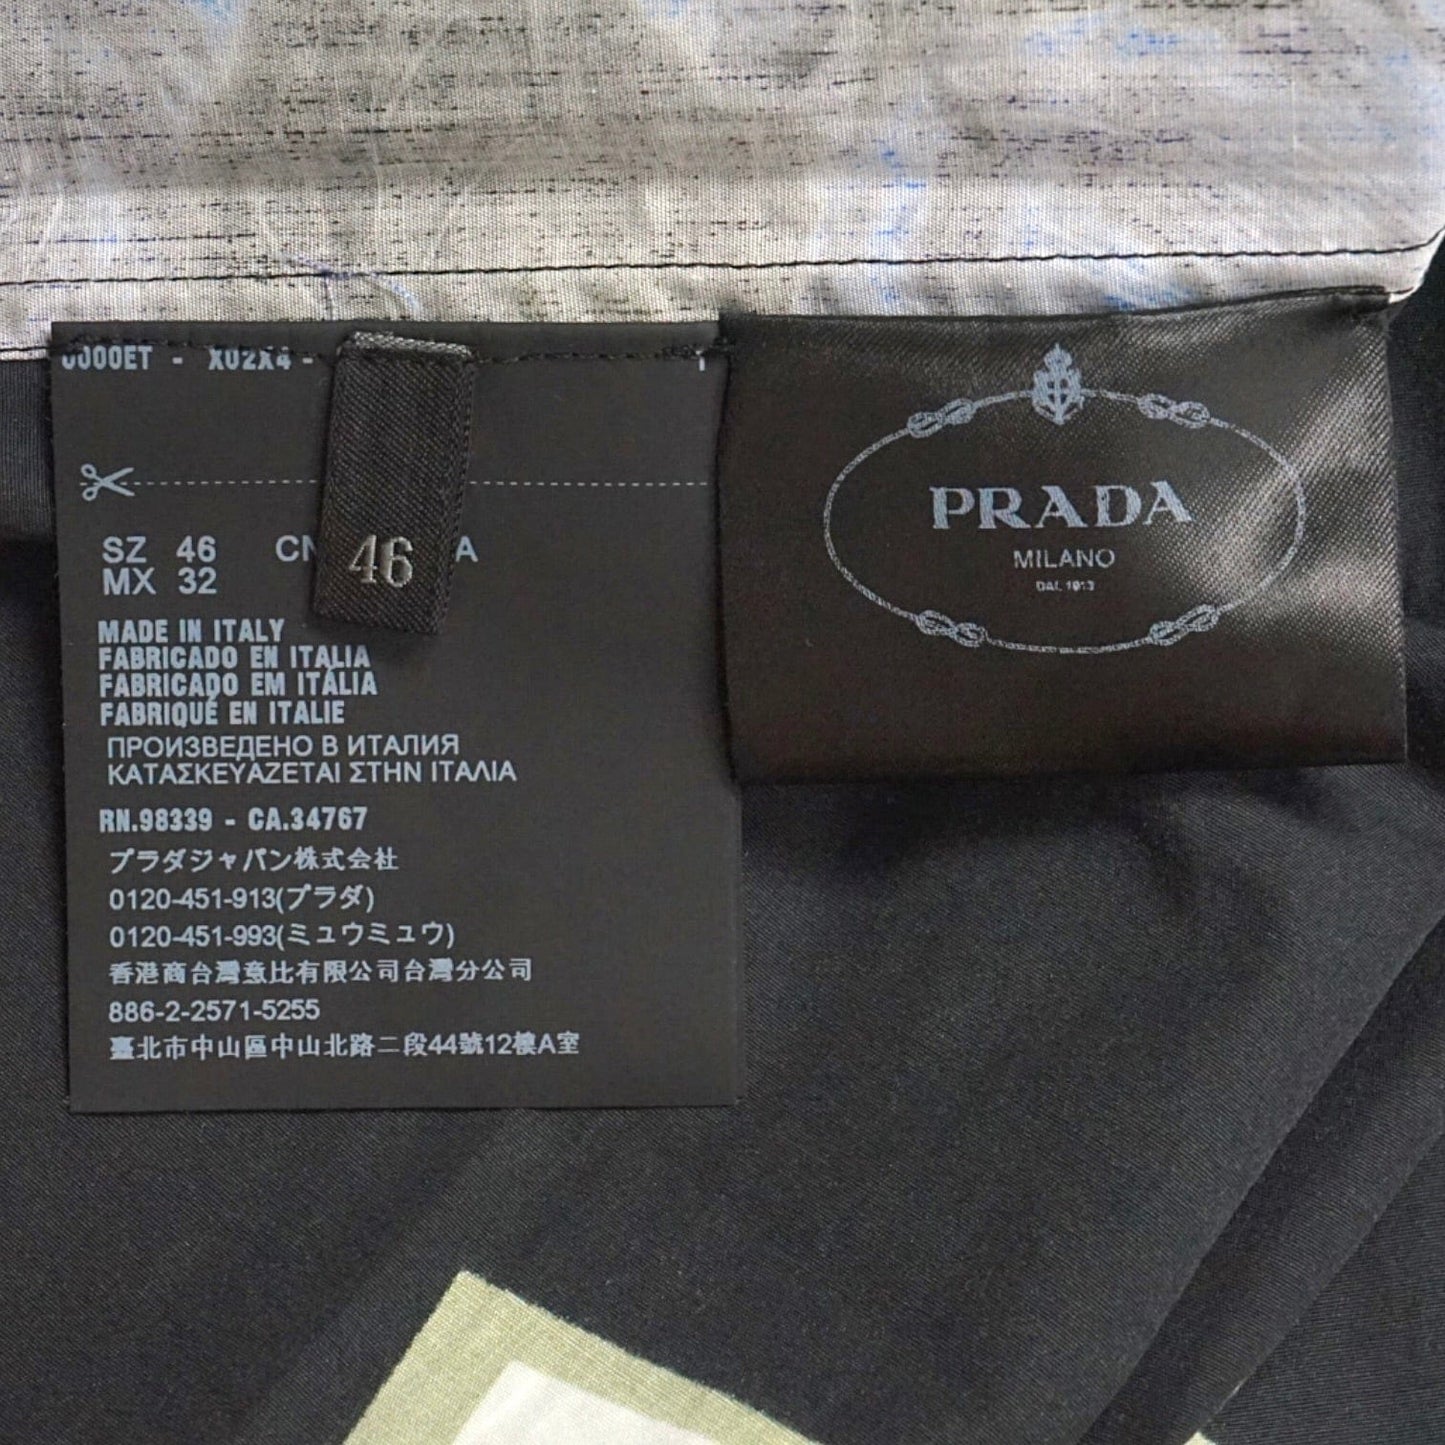 X02X4 -
SZ 46
MX 32
46
MADE IN ITALY
FABRICADO EN ITALIA
FABRICADO EM ITÁLIA
FABRIQUÉ EN ITALIE
ПРОИЗВЕДЕНО В ИТАЛИЯ
ΚΑΤΑΣΚΕΥΑΖΕΤΑΙ ΣΤΗΝ ΙΤΑΛΙΑ
RN.98339 - CA.34767
プラダジャパン株式会社
0120-451-913(プラダ)
0120-451-993(ミュウミュウ)
香港商台灣意比有限公司台灣分公司
886-2-2571-5255
臺北市中山區中山北路二段44號12樓A室
PRADA
MILANO
DAL 1913